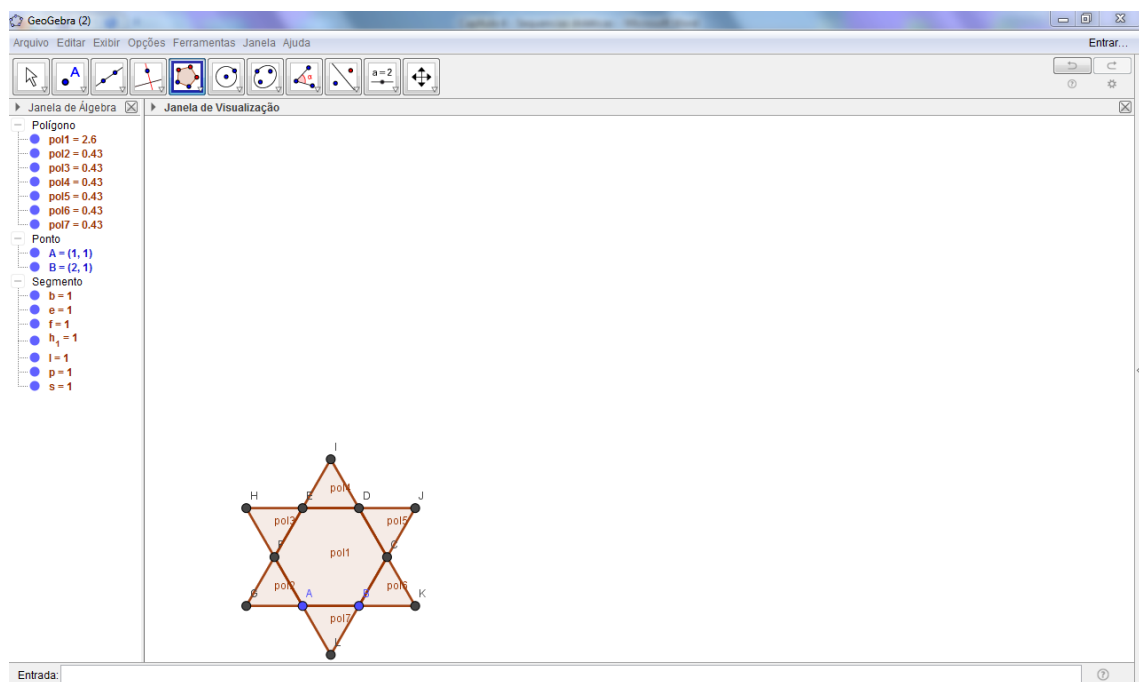 GeoGebra (2)
Arquivo Editar Exibir Opções Ferramentas Janela Ajuda
Entrar...
A
α
a=2
Janela de Álgebra
Janela de Visualização
Polígono
pol1 = 2.6
pol2 = 0.43
pol3 = 0.43
pol4 = 0.43
pol5 = 0.43
pol6 = 0.43
pol7 = 0.43
Ponto
A = (1, 1)
B = (2, 1)
Segmento
b = 1
e = 1
f = 1
h₁ = 1
l = 1
p = 1
s = 1
I
pol4
H E D J
pol3 pol5
F pol1 C
pol2 pol6
G A B K
pol7
L
Entrada: